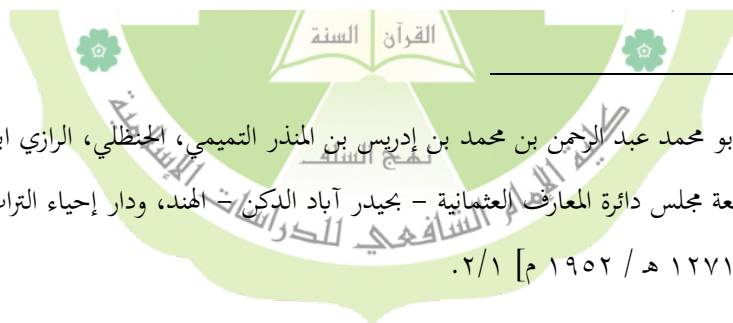 القرآن السنة
بو محمد عبد الرحمن بن محمد بن إدريس بن المنذر التميمي، الحنظلي، الرازي اب
نهج السلف
عة مجلس دائرة المعارف العثمانية – بحيدر آباد الدكن – الهند، ودار إحياء التراث
كلية الإمام الشافعي للدراسات الإسلامية
١٢٧١ هـ / ١٩٥٢ م] ٢/١.